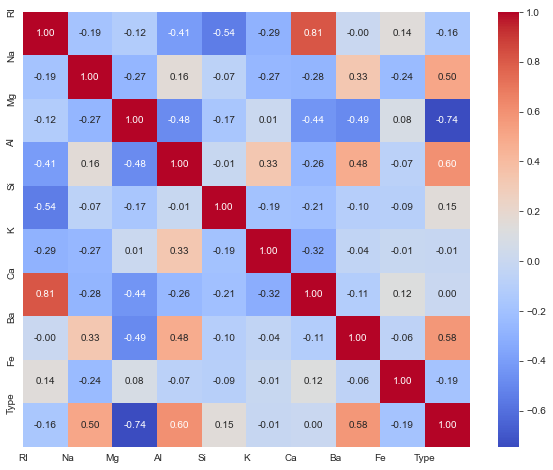 RI 1.00 -0.19 -0.12 -0.41 -0.54 -0.29 0.81 -0.00 0.14 -0.16
Na -0.19 1.00 -0.27 0.16 -0.07 -0.27 -0.28 0.33 -0.24 0.50
Mg -0.12 -0.27 1.00 -0.48 -0.17 0.01 -0.44 -0.49 0.08 -0.74
Al -0.41 0.16 -0.48 1.00 -0.01 0.33 -0.26 0.48 -0.07 0.60
Si -0.54 -0.07 -0.17 -0.01 1.00 -0.19 -0.21 -0.10 -0.09 0.15
K -0.29 -0.27 0.01 0.33 -0.19 1.00 -0.32 -0.04 -0.01 -0.01
Ca 0.81 -0.28 -0.44 -0.26 -0.21 -0.32 1.00 -0.11 0.12 0.00
Ba -0.00 0.33 -0.49 0.48 -0.10 -0.04 -0.11 1.00 -0.06 0.58
Fe 0.14 -0.24 0.08 -0.07 -0.09 -0.01 0.12 -0.06 1.00 -0.19
Type -0.16 0.50 -0.74 0.60 0.15 -0.01 0.00 0.58 -0.19 1.00
RI Na Mg Al Si K Ca Ba Fe Type
1.0
0.8
0.6
0.4
0.2
0.0
−0.2
−0.4
−0.6